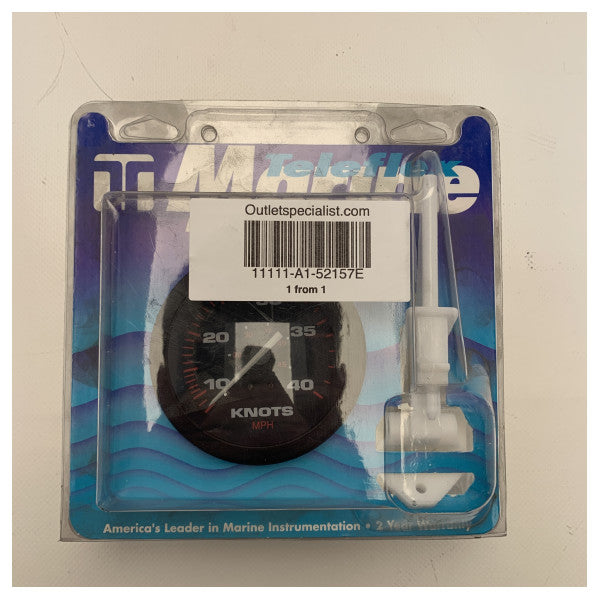 Teleflex
Marine
Outletspecialist.com
11111-A1-52157E
1 from 1
20 35
10 40
KNOTS
MPH
America's Leader in Marine Instrumentation • 2 Year Warranty